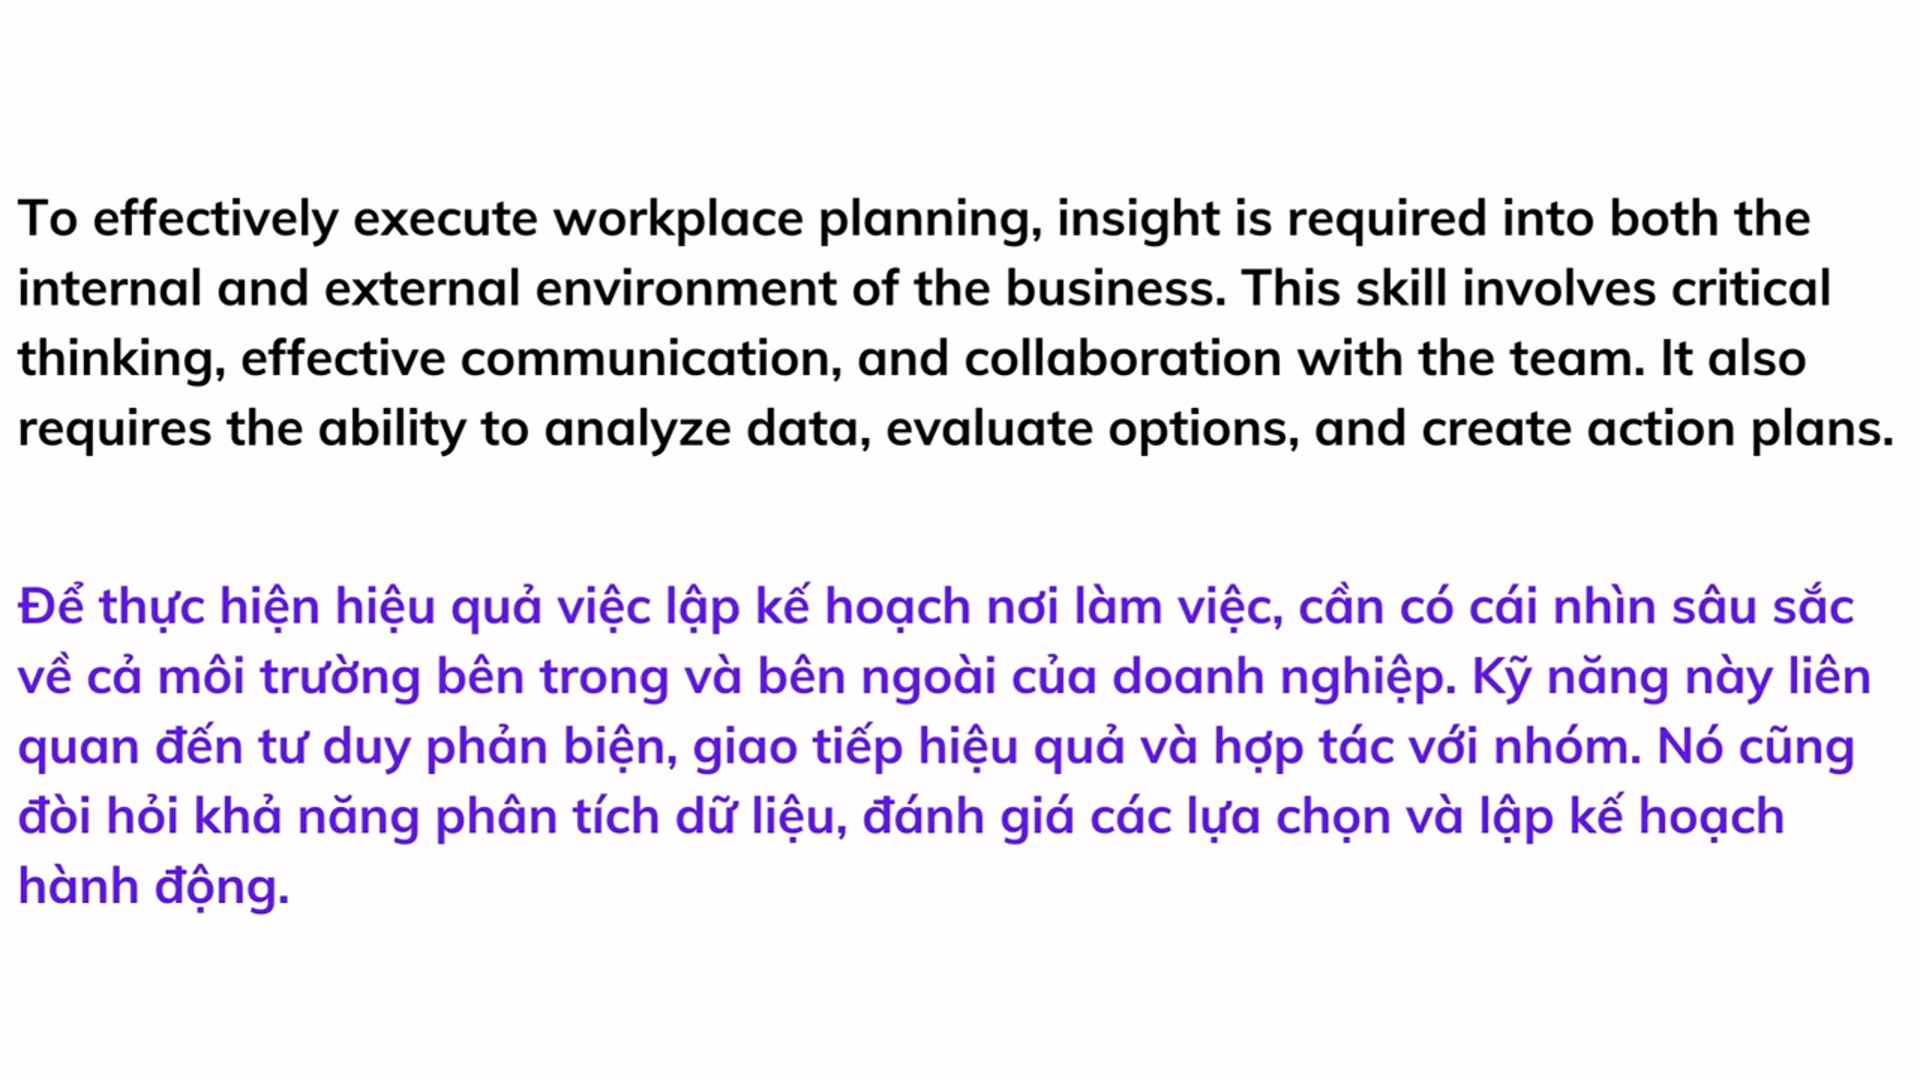 To effectively execute workplace planning, insight is required into both the
internal and external environment of the business. This skill involves critical
thinking, effective communication, and collaboration with the team. It also
requires the ability to analyze data, evaluate options, and create action plans.
Để thực hiện hiệu quả việc lập kế hoạch nơi làm việc, cần có cái nhìn sâu sắc
về cả môi trường bên trong và bên ngoài của doanh nghiệp. Kỹ năng này liên
quan đến tư duy phản biện, giao tiếp hiệu quả và hợp tác với nhóm. Nó cũng
đòi hỏi khả năng phân tích dữ liệu, đánh giá các lựa chọn và lập kế hoạch
hành động.